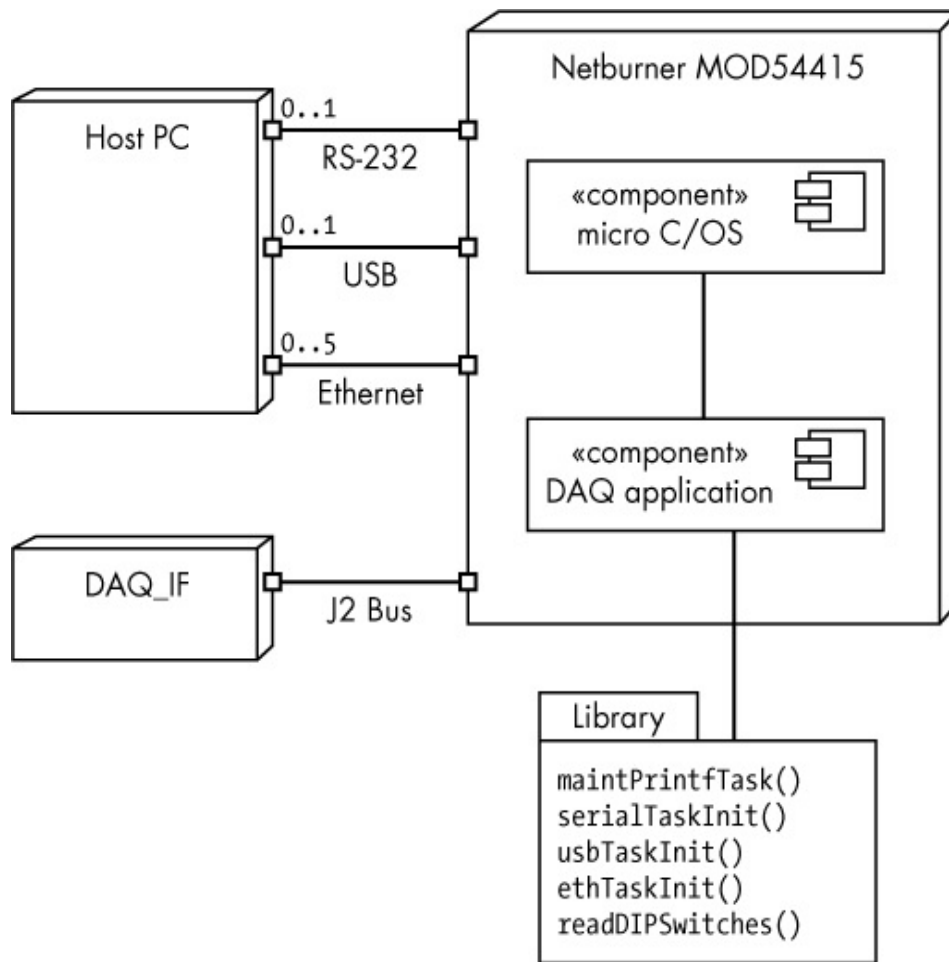 Netburner MOD54415
Host PC
0..1
RS-232
0..1
USB
0..5
Ethernet
«component»
micro C/OS
«component»
DAQ application
DAQ_IF
J2 Bus
Library
maintPrintfTask()
serialTaskInit()
usbTaskInit()
ethTaskInit()
readDIPSwitches()